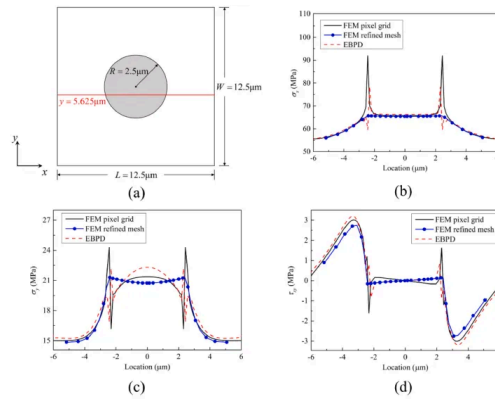 R = 2.5μm
W = 12.5μm
y = 5.625μm
y
x
L = 12.5μm
(a)
FEM pixel grid
FEM refined mesh
EBPD
110
100
90
80
70
60
50
(MPa)
-6 -4 -2 0 2 4 6
Location (μm)
(b)
FEM pixel grid
FEM refined mesh
EBPD
27
24
21
18
15
(MPa)
-6 -4 -2 0 2 4 6
Location (μm)
(c)
FEM pixel grid
FEM refined mesh
EBPD
3
2
1
0
-1
-2
-3
(MPa)
-6 -4 -2 0 2 4 6
Location (μm)
(d)